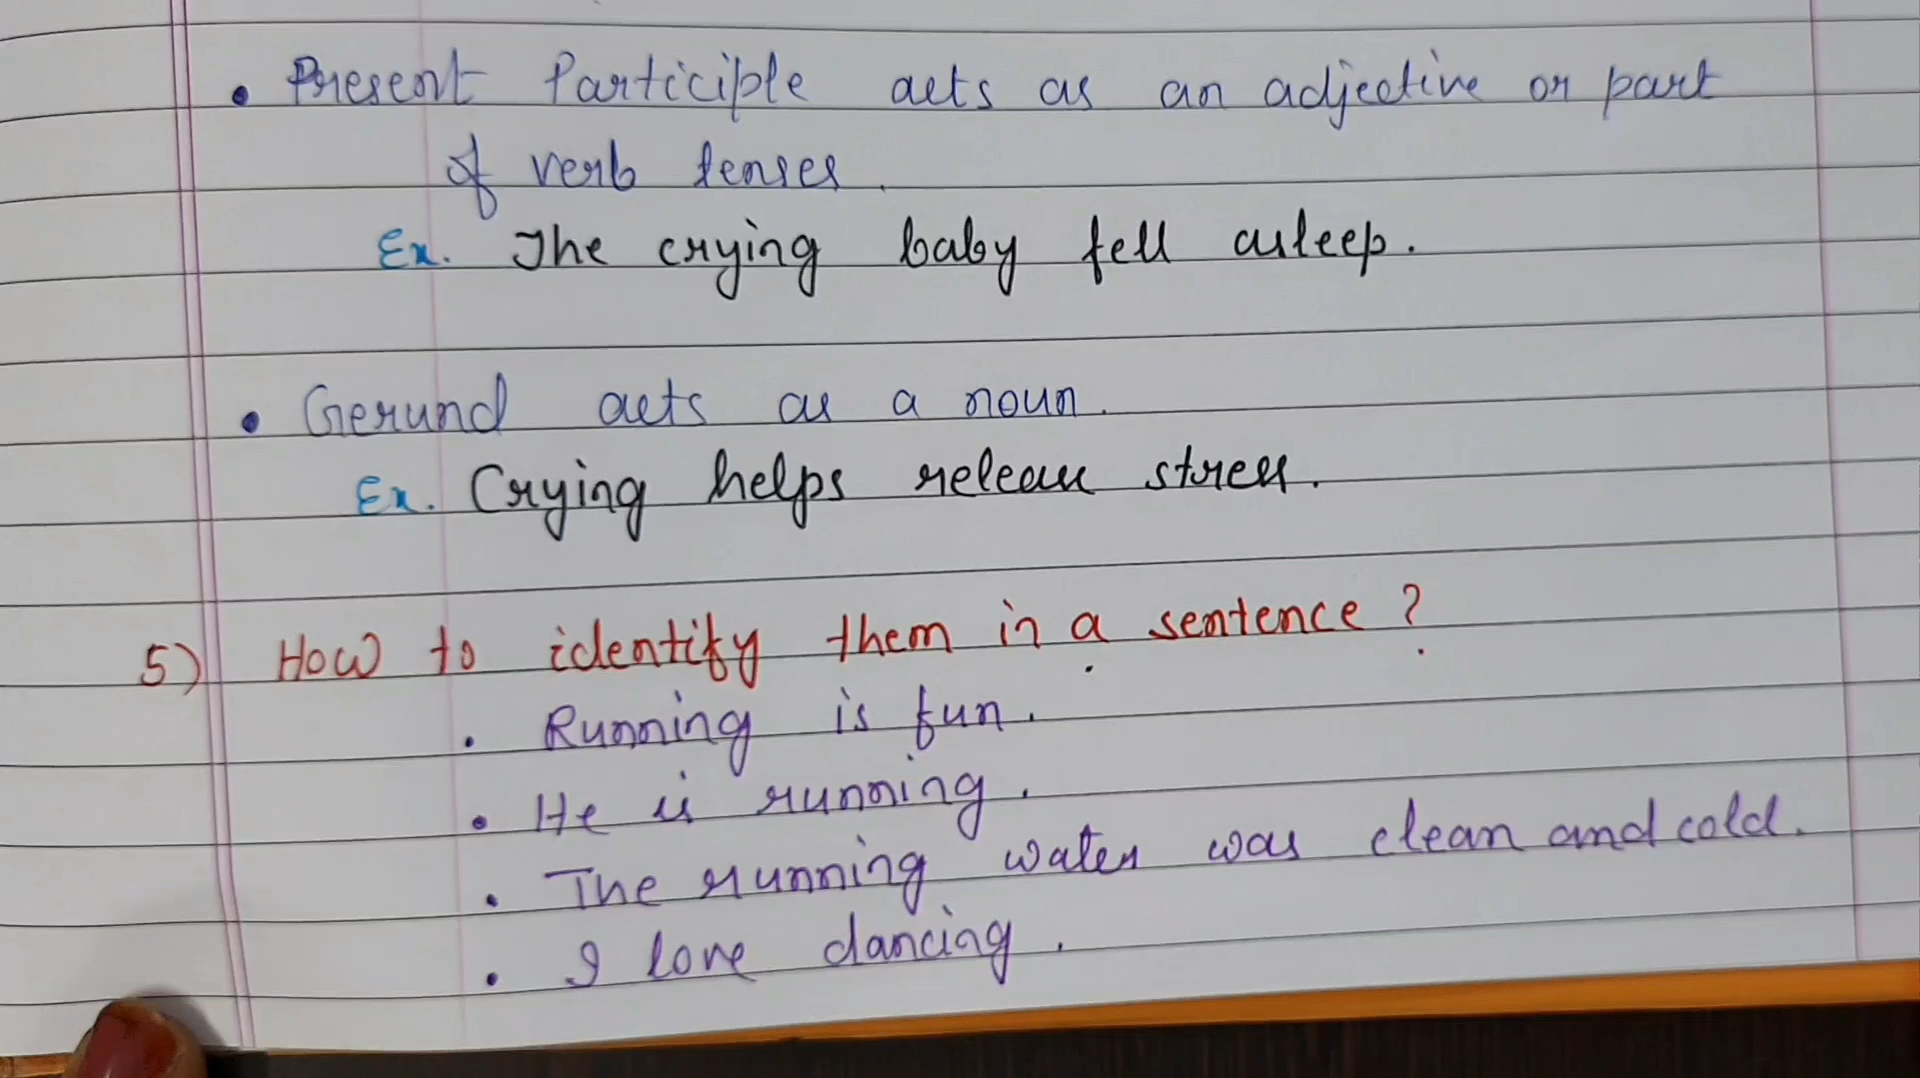 • Present Participle acts as an adjective or part
of verb tenses.
Ex. The crying baby fell asleep.
• Gerund acts as a noun.
Ex. Crying helps release stress.
5) How to identify them in a sentence?
• Running is fun.
• He is running.
• The running water was clean and cold.
• I love dancing.